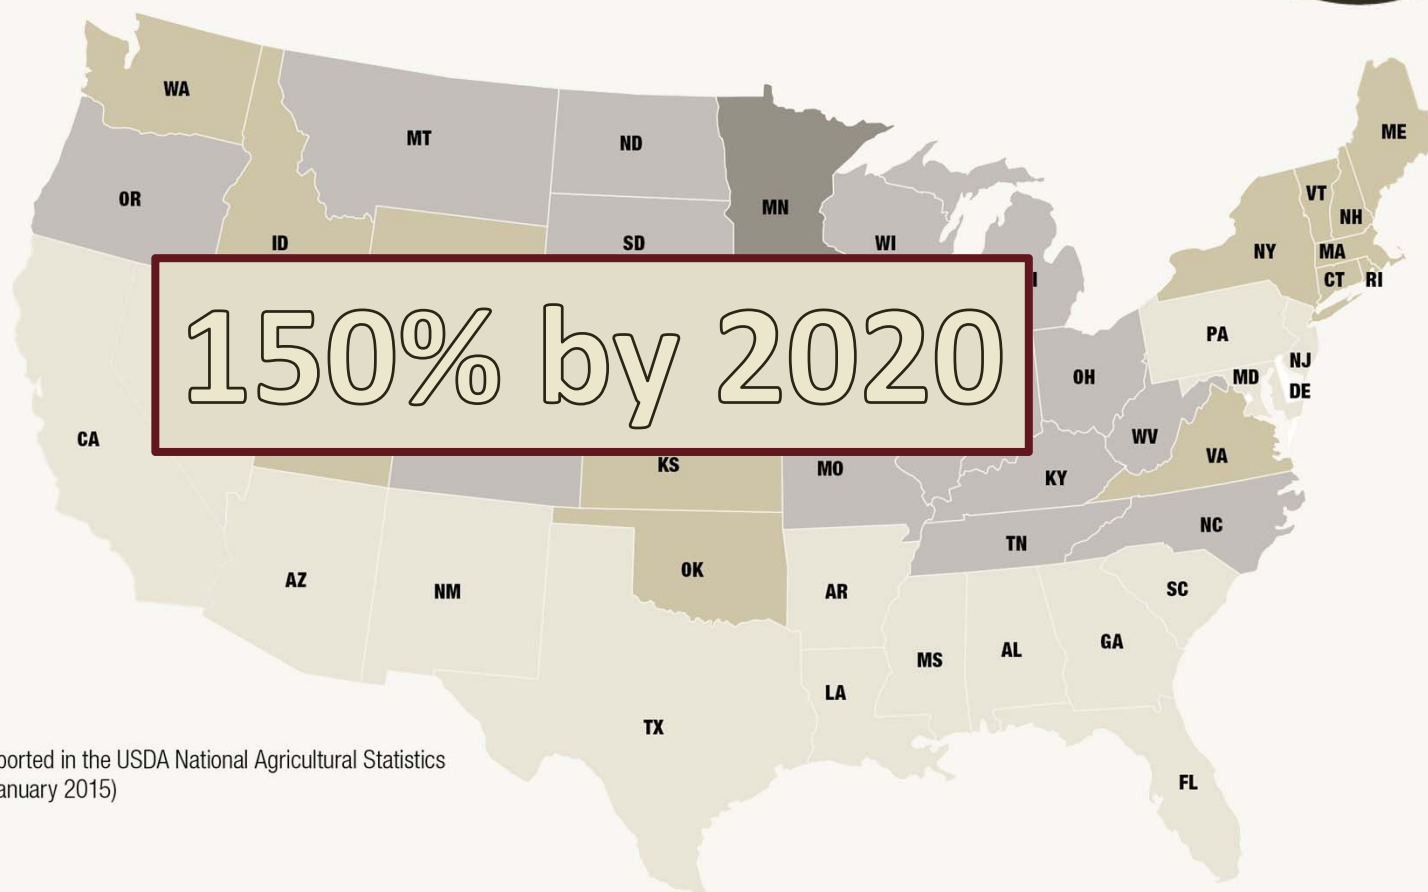 WA
MT
ND
ME
OR
MN
VT
NH
ID
SD
WI
NY
MA
CT
RI
150% by 2020
PA
NJ
OH
MD
DE
CA
WV
KS
MO
KY
VA
NC
TN
OK
AZ
NM
AR
SC
MS
AL
GA
LA
TX
ported in the USDA National Agricultural Statistics
anuary 2015)
FL